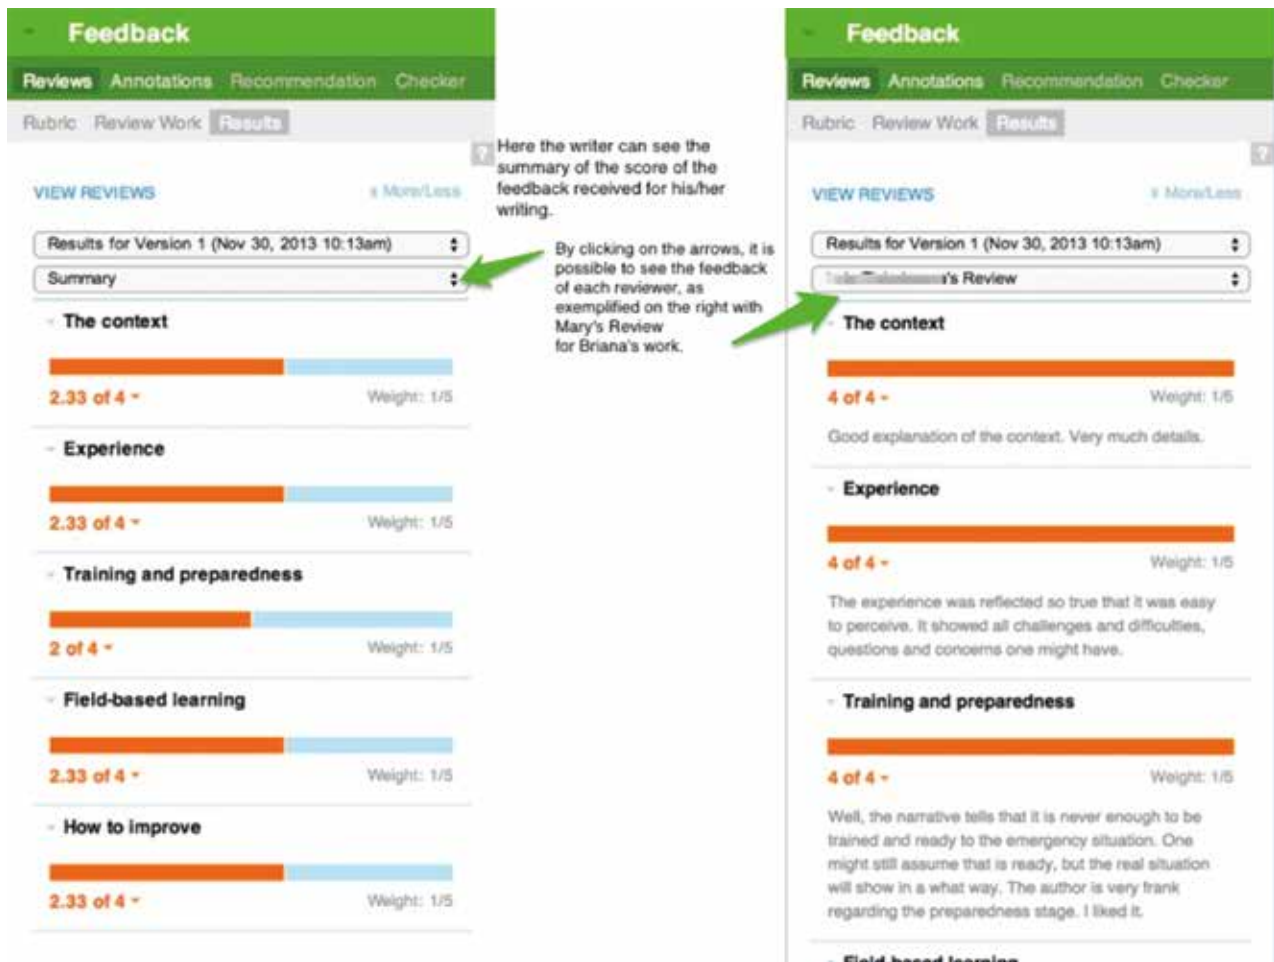 Feedback
Reviews Annotations Recommendation Checker
Rubric Review Work Results
?
VIEW REVIEWS
More/Less
Results for Version 1 (Nov 30, 2013 10:13am)
Summary
The context
2.33 of 4
Weight: 1/5
Experience
2.33 of 4
Weight: 1/5
Training and preparedness
2 of 4
Weight: 1/5
Field-based learning
2.33 of 4
Weight: 1/5
How to improve
2.33 of 4
Weight: 1/5
Here the writer can see the
summary of the score of the
feedback received for his/her
writing.
By clicking on the arrows, it is
possible to see the feedback
of each reviewer, as
exemplified on the right with
Mary's Review
for Briana's work.
Feedback
Reviews Annotations Recommendation Checker
Rubric Review Work Results
?
VIEW REVIEWS
More/Less
Results for Version 1 (Nov 30, 2013 10:13am)
's Review
The context
4 of 4
Weight: 1/5
Good explanation of the context. Very much details.
Experience
4 of 4
Weight: 1/5
The experience was reflected so true that it was easy
to perceive. It showed all challenges and difficulties,
questions and concerns one might have.
Training and preparedness
4 of 4
Weight: 1/5
Well, the narrative tells that it is never enough to be
trained and ready to the emergency situation. One
might still assume that is ready, but the real situation
will show in a what way. The author is very frank
regarding the preparedness stage. I liked it.
Field-based learning